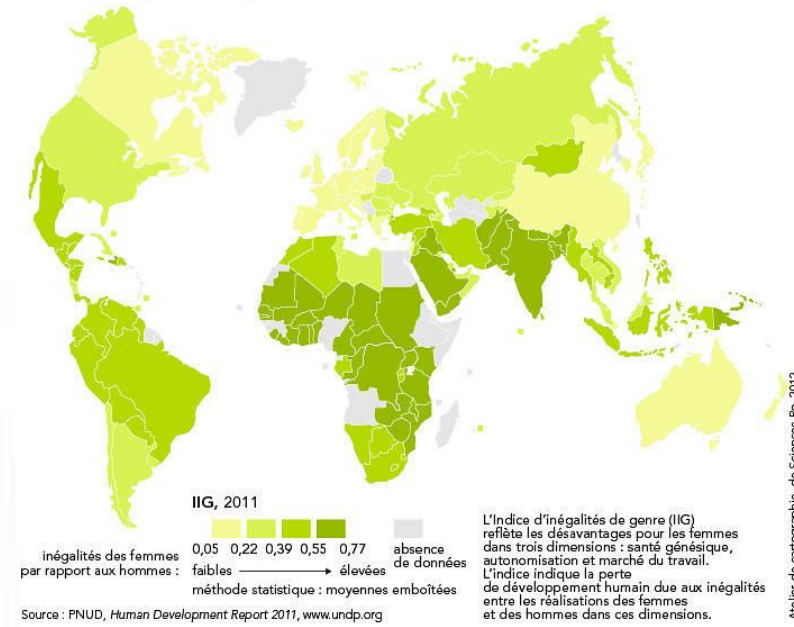 IIG, 2011
0,05 0,22 0,39 0,55 0,77
absence
de données
inégalités des femmes
par rapport aux hommes :
faibles élevées
méthode statistique : moyennes emboîtées
Source : PNUD, Human Development Report 2011, www.undp.org
L'Indice d'inégalités de genre (IIG)
reflète les désavantages pour les femmes
dans trois dimensions : santé génésique,
autonomisation et marché du travail.
L'indice indique la perte
de développement humain due aux inégalités
entre les réalisations des femmes
et des hommes dans ces dimensions.
Atelier de cartographie de Sciences Po, 2012